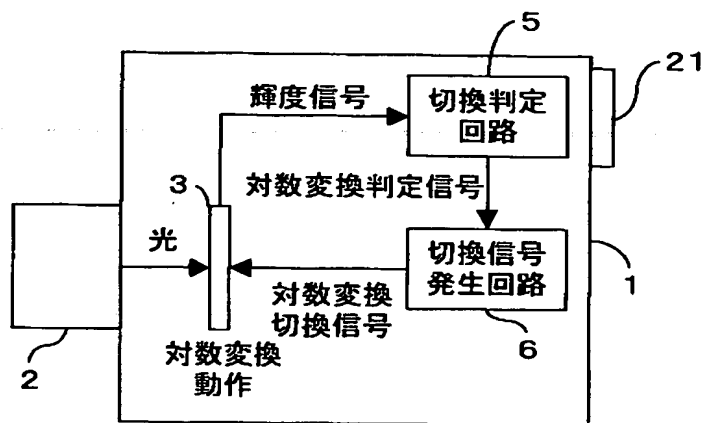 5
21
輝度信号
切換判定
回路
3
対数変換判定信号
光
切換信号
発生回路
1
対数変換
切換信号
6
2
対数変換
動作